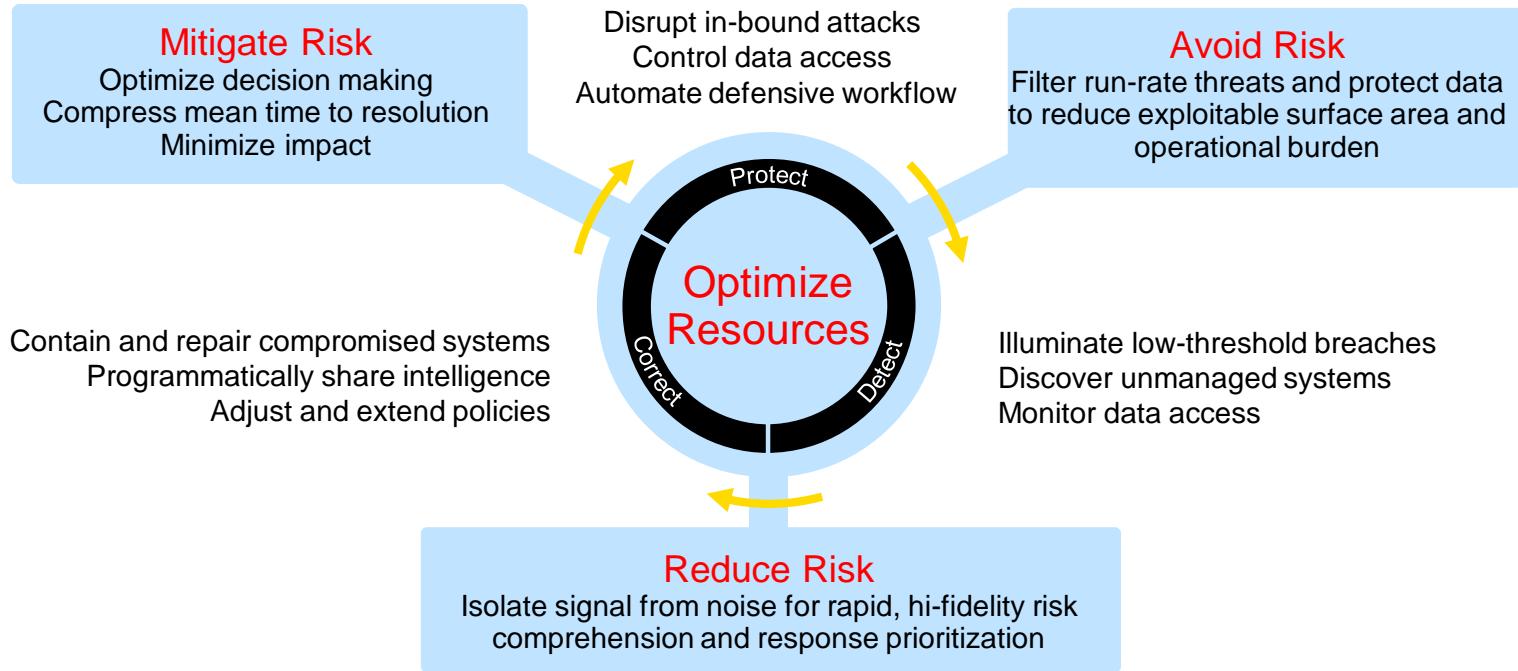 Mitigate Risk
Optimize decision making
Compress mean time to resolution
Minimize impact
Disrupt in-bound attacks
Control data access
Automate defensive workflow
Avoid Risk
Filter run-rate threats and protect data
to reduce exploitable surface area and
operational burden
Protect
Optimize
Resources
Correct
Detect
Contain and repair compromised systems
Programmatically share intelligence
Adjust and extend policies
Illuminate low-threshold breaches
Discover unmanaged systems
Monitor data access
Reduce Risk
Isolate signal from noise for rapid, hi-fidelity risk
comprehension and response prioritization